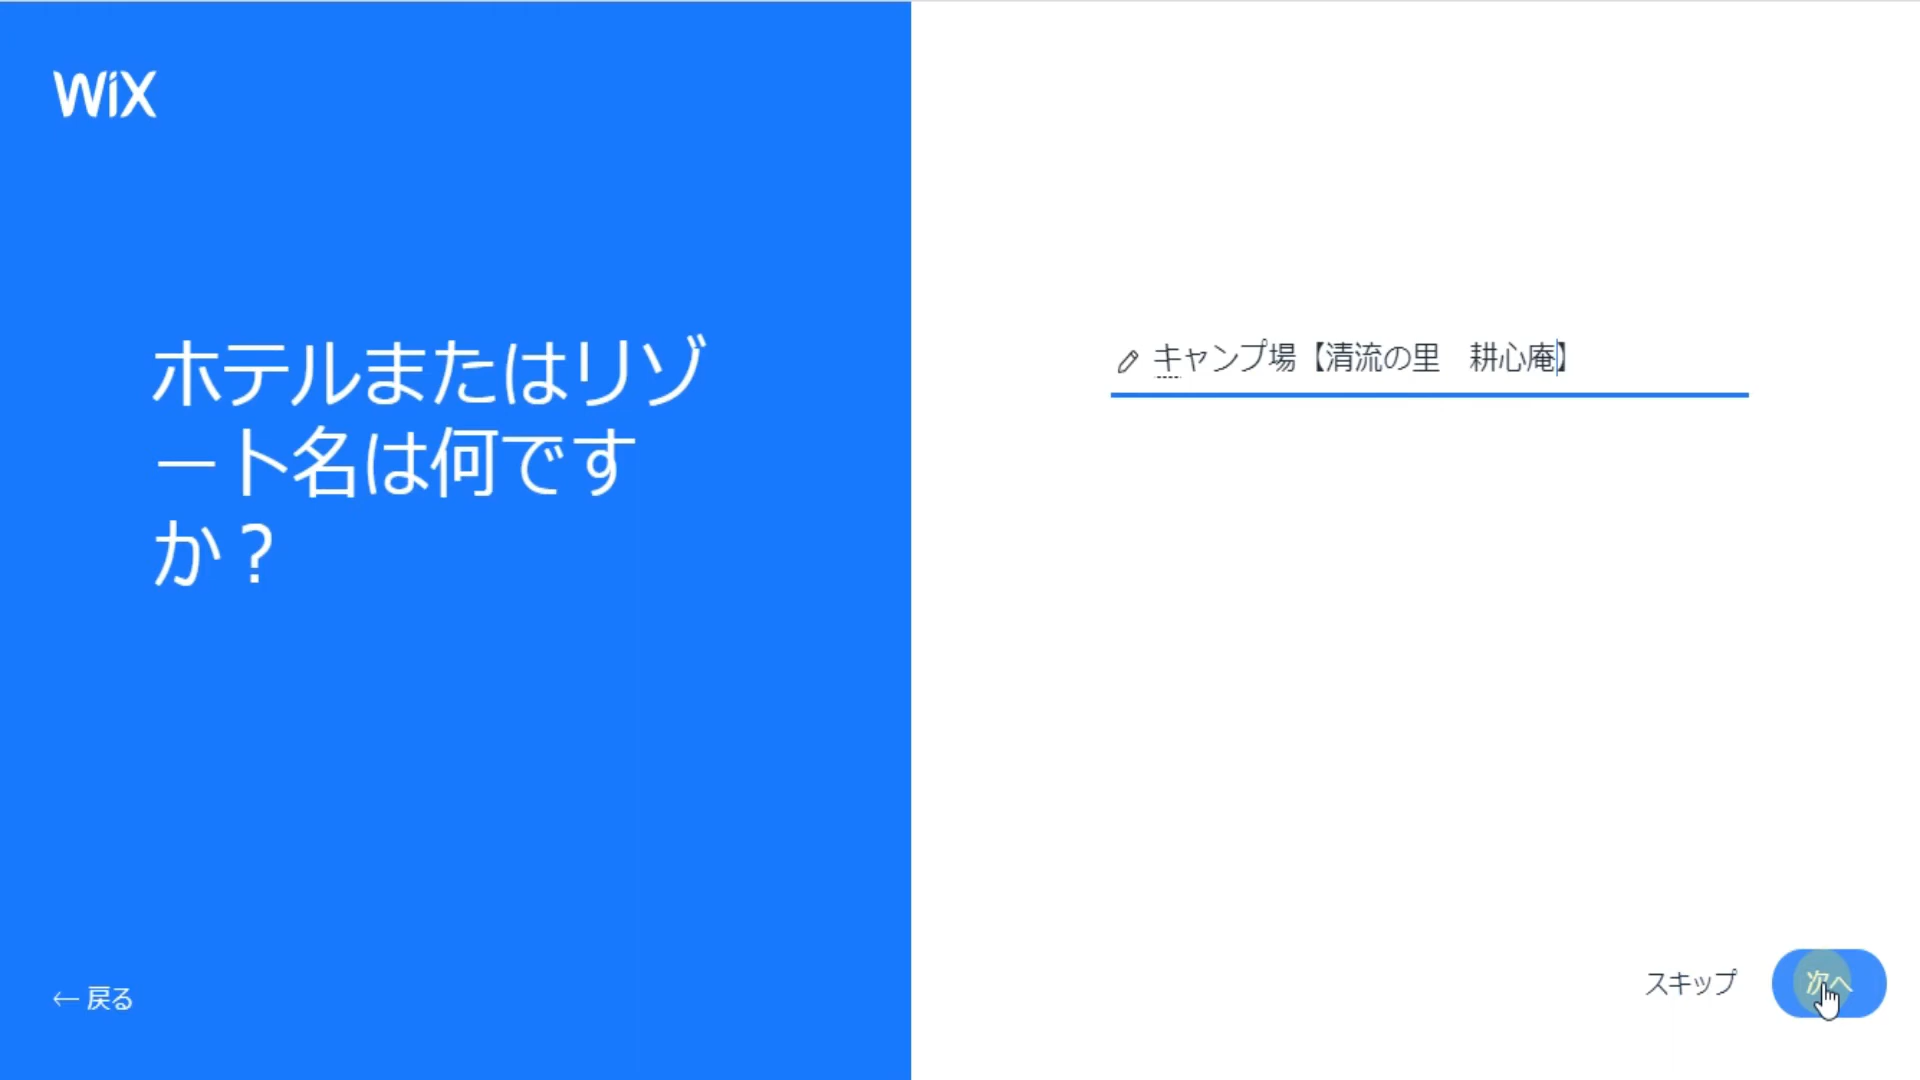 WiX
ホテルまたはリゾ
ート名は何です
か？
キャンプ場【清流の里　耕心庵】
← 戻る
スキップ
次へ